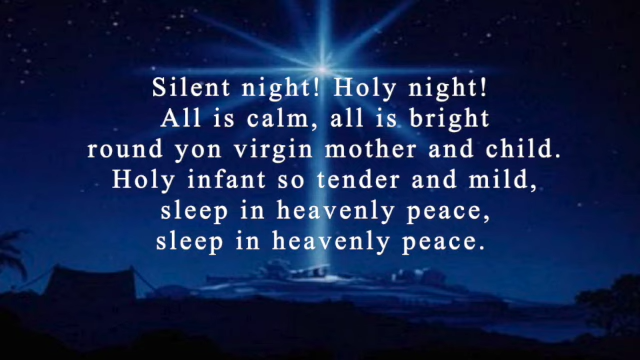 Silent night! Holy night!
All is calm, all is bright
round yon virgin mother and child.
Holy infant so tender and mild,
sleep in heavenly peace,
sleep in heavenly peace.